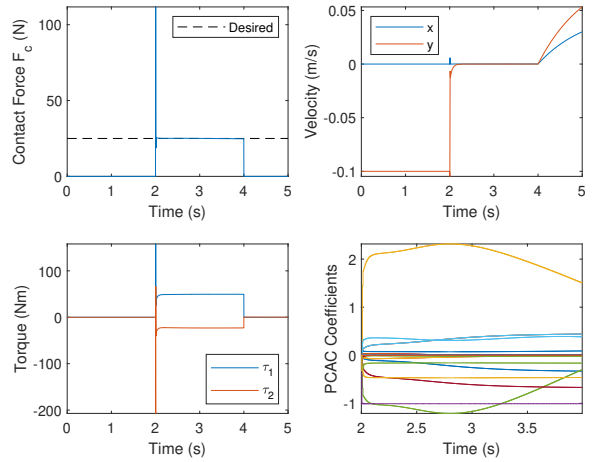 Contact Force F_c (N)
100
50
0
Desired
0 1 2 3 4 5
Time (s)
Velocity (m/s)
0.05
0
-0.05
-0.1
x
y
0 1 2 3 4 5
Time (s)
Torque (Nm)
100
0
-100
-200
τ_1
τ_2
0 1 2 3 4 5
Time (s)
PCAC Coefficients
2
1
0
-1
2 2.5 3 3.5
Time (s)